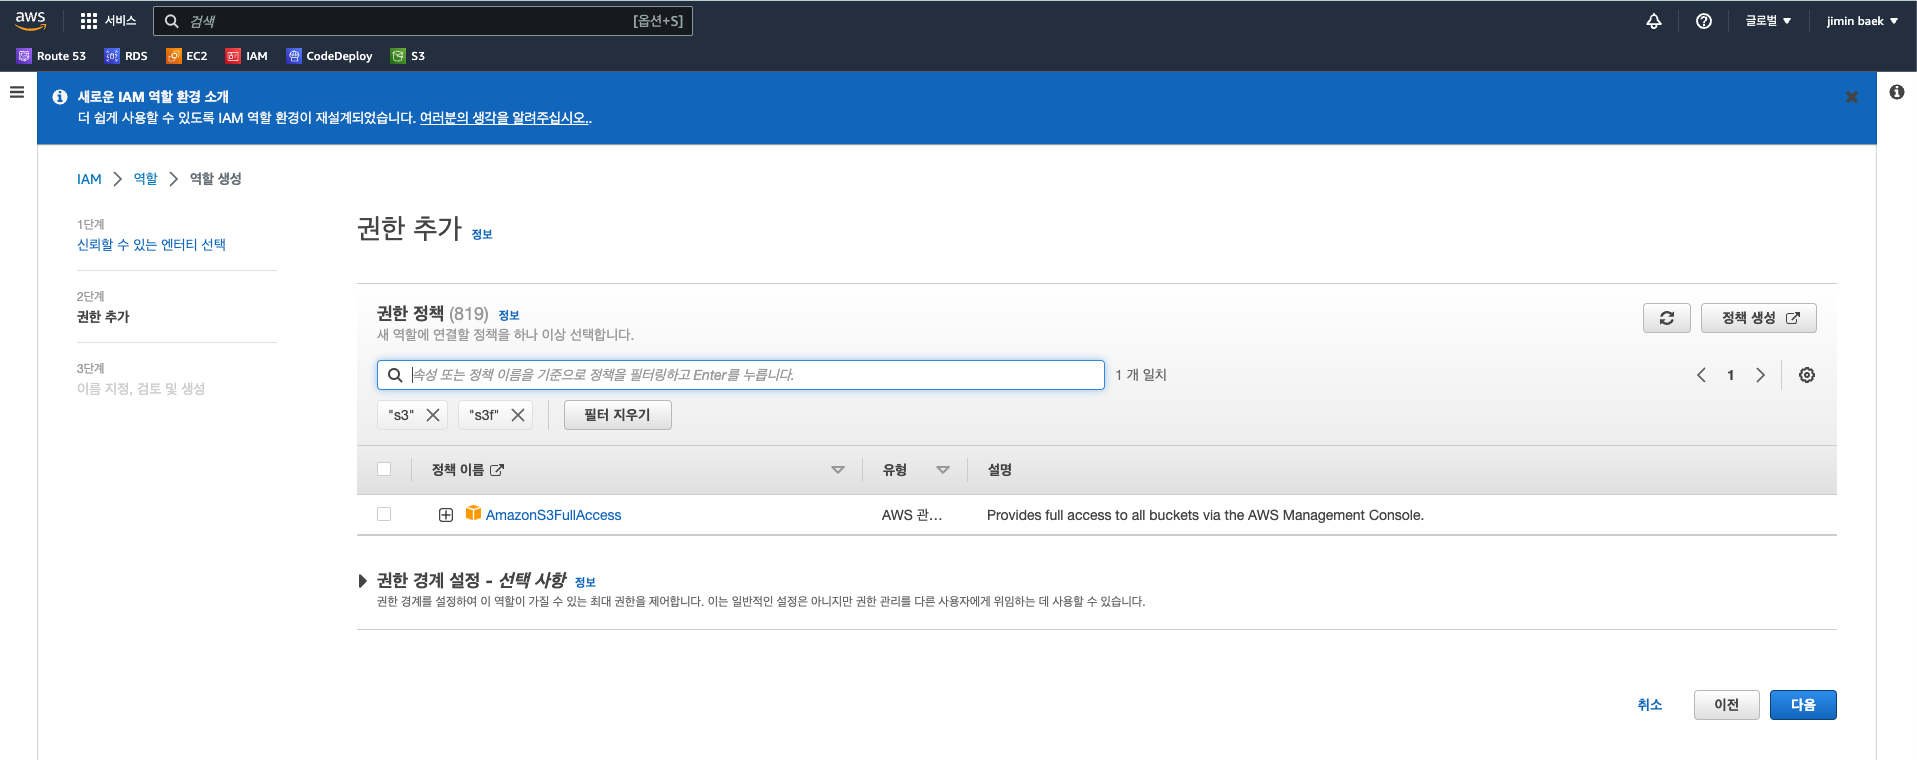 aws 서비스 검색 [옵션+S] 글로벌 jimin baek
Route 53 RDS EC2 IAM CodeDeploy S3
새로운 IAM 역할 환경 소개
더 쉽게 사용할 수 있도록 IAM 역할 환경이 재설계되었습니다. 여러분의 생각을 알려주십시오..
IAM 역할 역할 생성
1단계
신뢰할 수 있는 엔터티 선택
2단계
권한 추가
3단계
이름 지정, 검토 및 생성
권한 추가 정보
권한 정책 (819) 정보
새 역할에 연결할 정책을 하나 이상 선택합니다.
정책 생성
속성 또는 정책 이름을 기준으로 정책을 필터링하고 Enter를 누릅니다. 1 개 일치
1
"s3" "s3f" 필터 지우기
정책 이름 유형 설명
AmazonS3FullAccess AWS 관... Provides full access to all buckets via the AWS Management Console.
권한 경계 설정 - 선택 사항 정보
권한 경계를 설정하여 이 역할이 가질 수 있는 최대 권한을 제어합니다. 이는 일반적인 설정은 아니지만 권한 관리를 다른 사용자에게 위임하는 데 사용할 수 있습니다.
취소 이전 다음